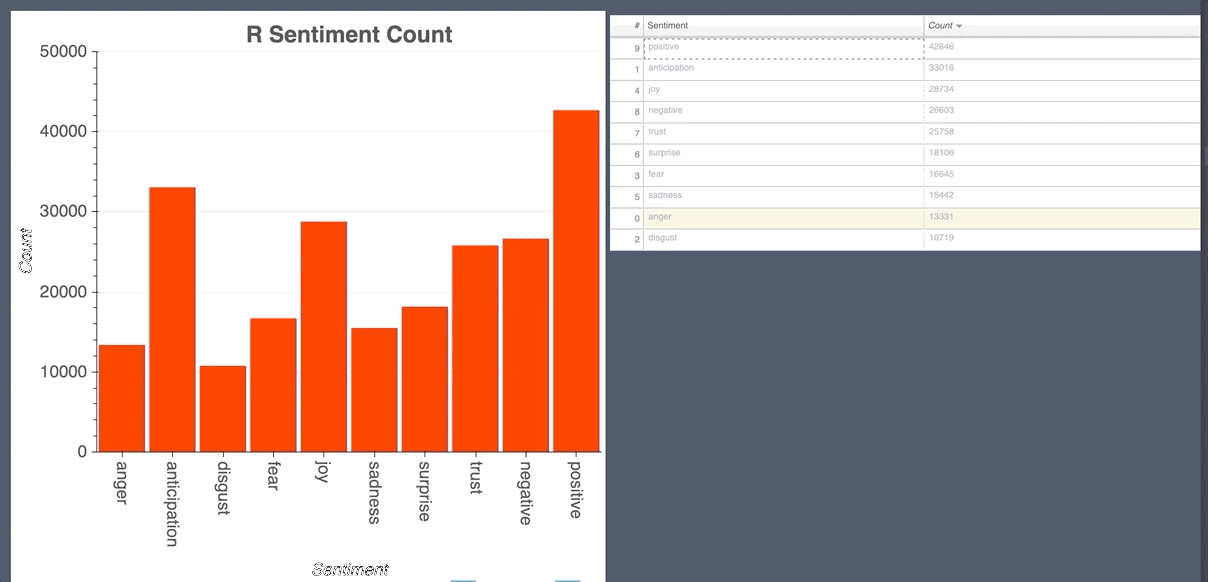 R Sentiment Count
50000
40000
30000
20000
10000
0
Count
anger
anticipation
disgust
fear
joy
sadness
surprise
trust
negative
positive
Sentiment
# Sentiment Count
9 positive 42646
1 anticipation 33016
4 joy 28734
8 negative 26603
7 trust 25758
6 surprise 18106
3 fear 16645
5 sadness 15442
0 anger 13331
2 disgust 10719